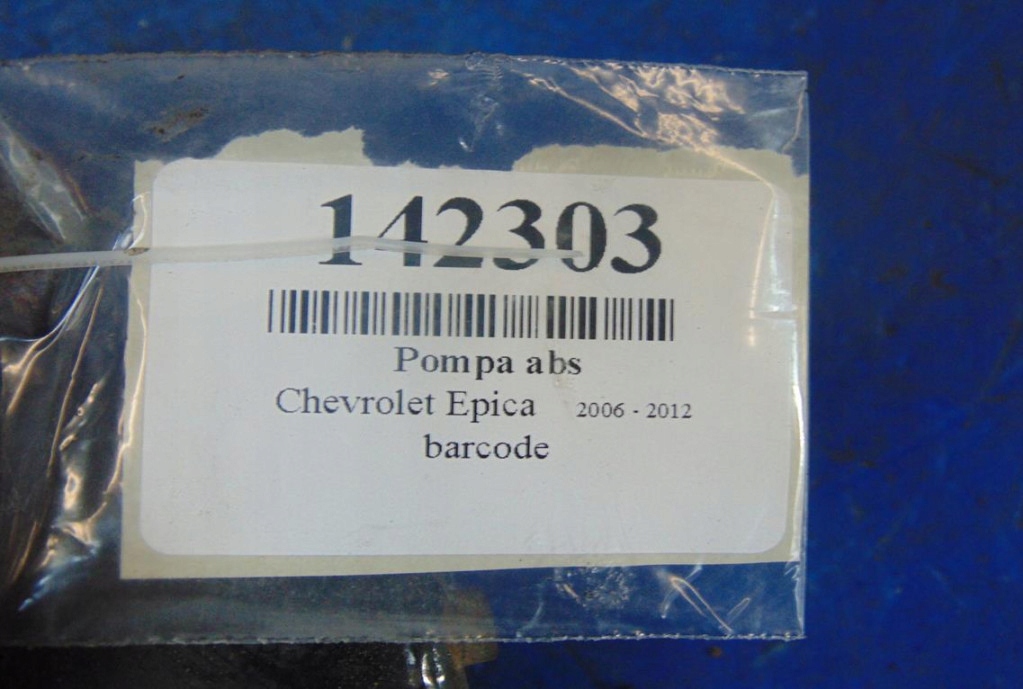 142303
Pompa abs
Chevrolet Epica 2006 - 2012
barcode